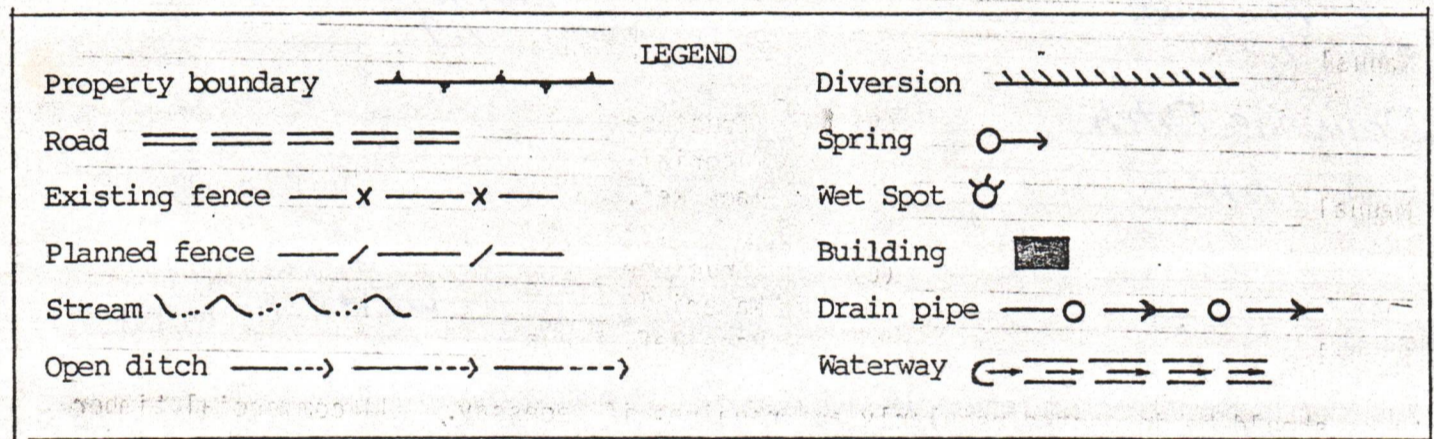 LEGEND
Property boundary
Road
Existing fence
Planned fence
Stream
Open ditch
Diversion
Spring
Wet Spot
Building
Drain pipe
Waterway